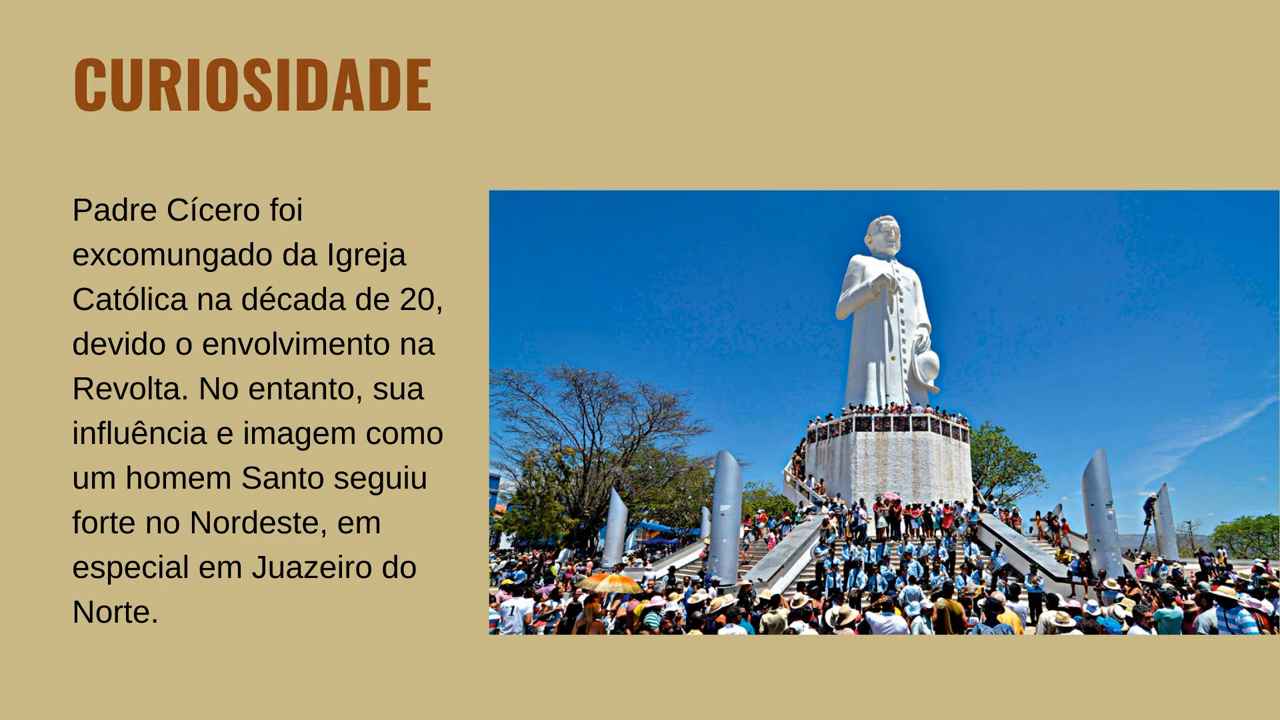 CURIOSIDADE
Padre Cícero foi
excomungado da Igreja
Católica na década de 20,
devido o envolvimento na
Revolta. No entanto, sua
influência e imagem como
um homem Santo seguiu
forte no Nordeste, em
especial em Juazeiro do
Norte.